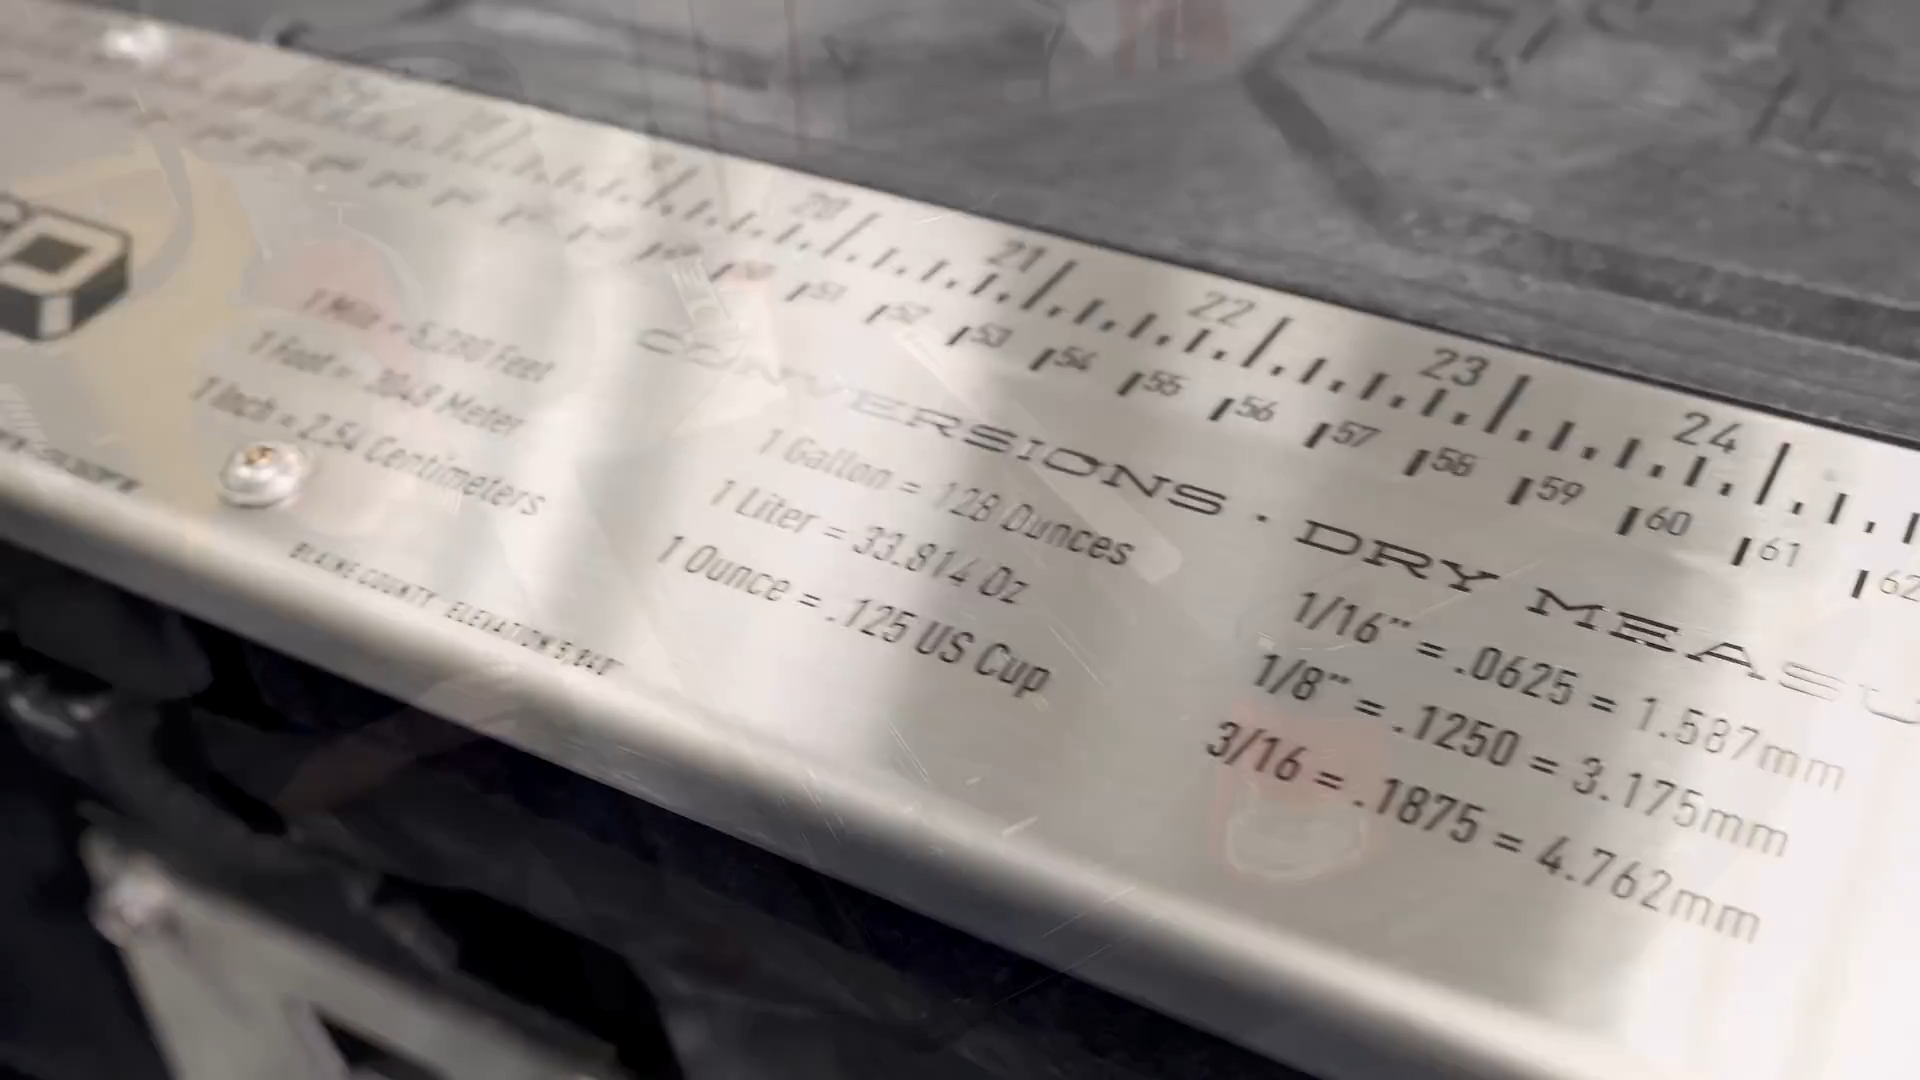 20 21 22 23 24
51 52 53 54 55 56 57 58 59 60 61 62
CONVERSIONS · DRY MEASU
1 Mile = 5,280 Feet
1 Foot = .3048 Meter
1 Inch = 2.54 Centimeters
1 Gallon = 128 Ounces
1 Liter = 33.814 Oz
1 Ounce = .125 US Cup
1/16" = .0625 = 1.587mm
1/8" = .1250 = 3.175mm
3/16 = .1875 = 4.762mm
BLAINE COUNTY ELEVATION